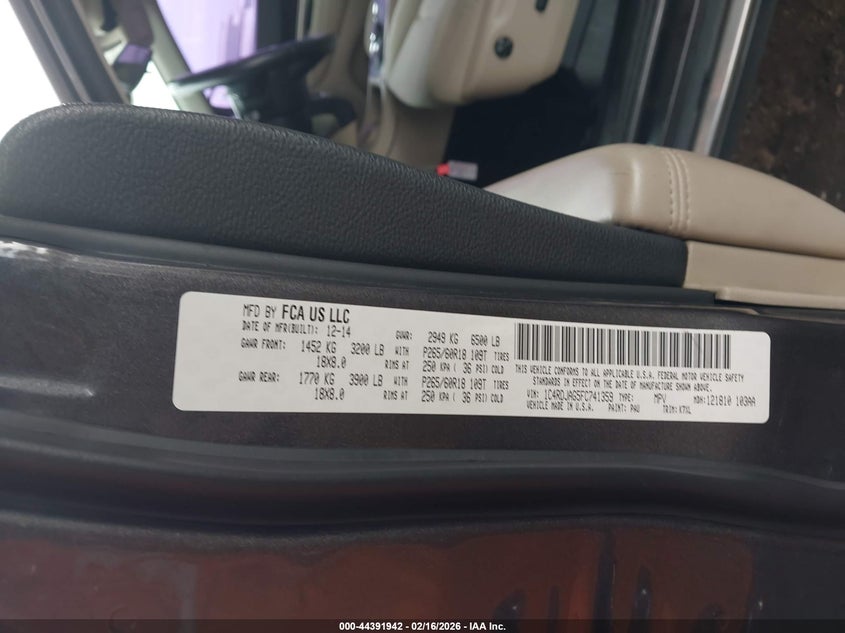 MFD BY FCA US LLC
DATE OF MFR(BUILT): 12-14 GVWR: 2949 KG 6500 LB
GAWR FRONT: 1452 KG 3200 LB WITH P265/60R18 109T TIRES
18X8.0 RIMS AT 250 KPA ( 36 PSI) COLD
GAWR REAR: 1770 KG 3900 LB WITH P265/60R18 109T TIRES
18X8.0 RIMS AT 250 KPA ( 36 PSI) COLD
THIS VEHICLE CONFORMS TO ALL APPLICABLE U.S.A. FEDERAL MOTOR VEHICLE SAFETY
STANDARDS IN EFFECT ON THE DATE OF MANUFACTURE SHOWN ABOVE.
VIN: 1C4RDJAG5FC741359 TYPE: MPV MDH: 121810 103AA
VEHICLE MADE IN U.S.A. PAINT: PAU TRIM: K7XL
000-44391942 - 02/16/2026 - IAA Inc.